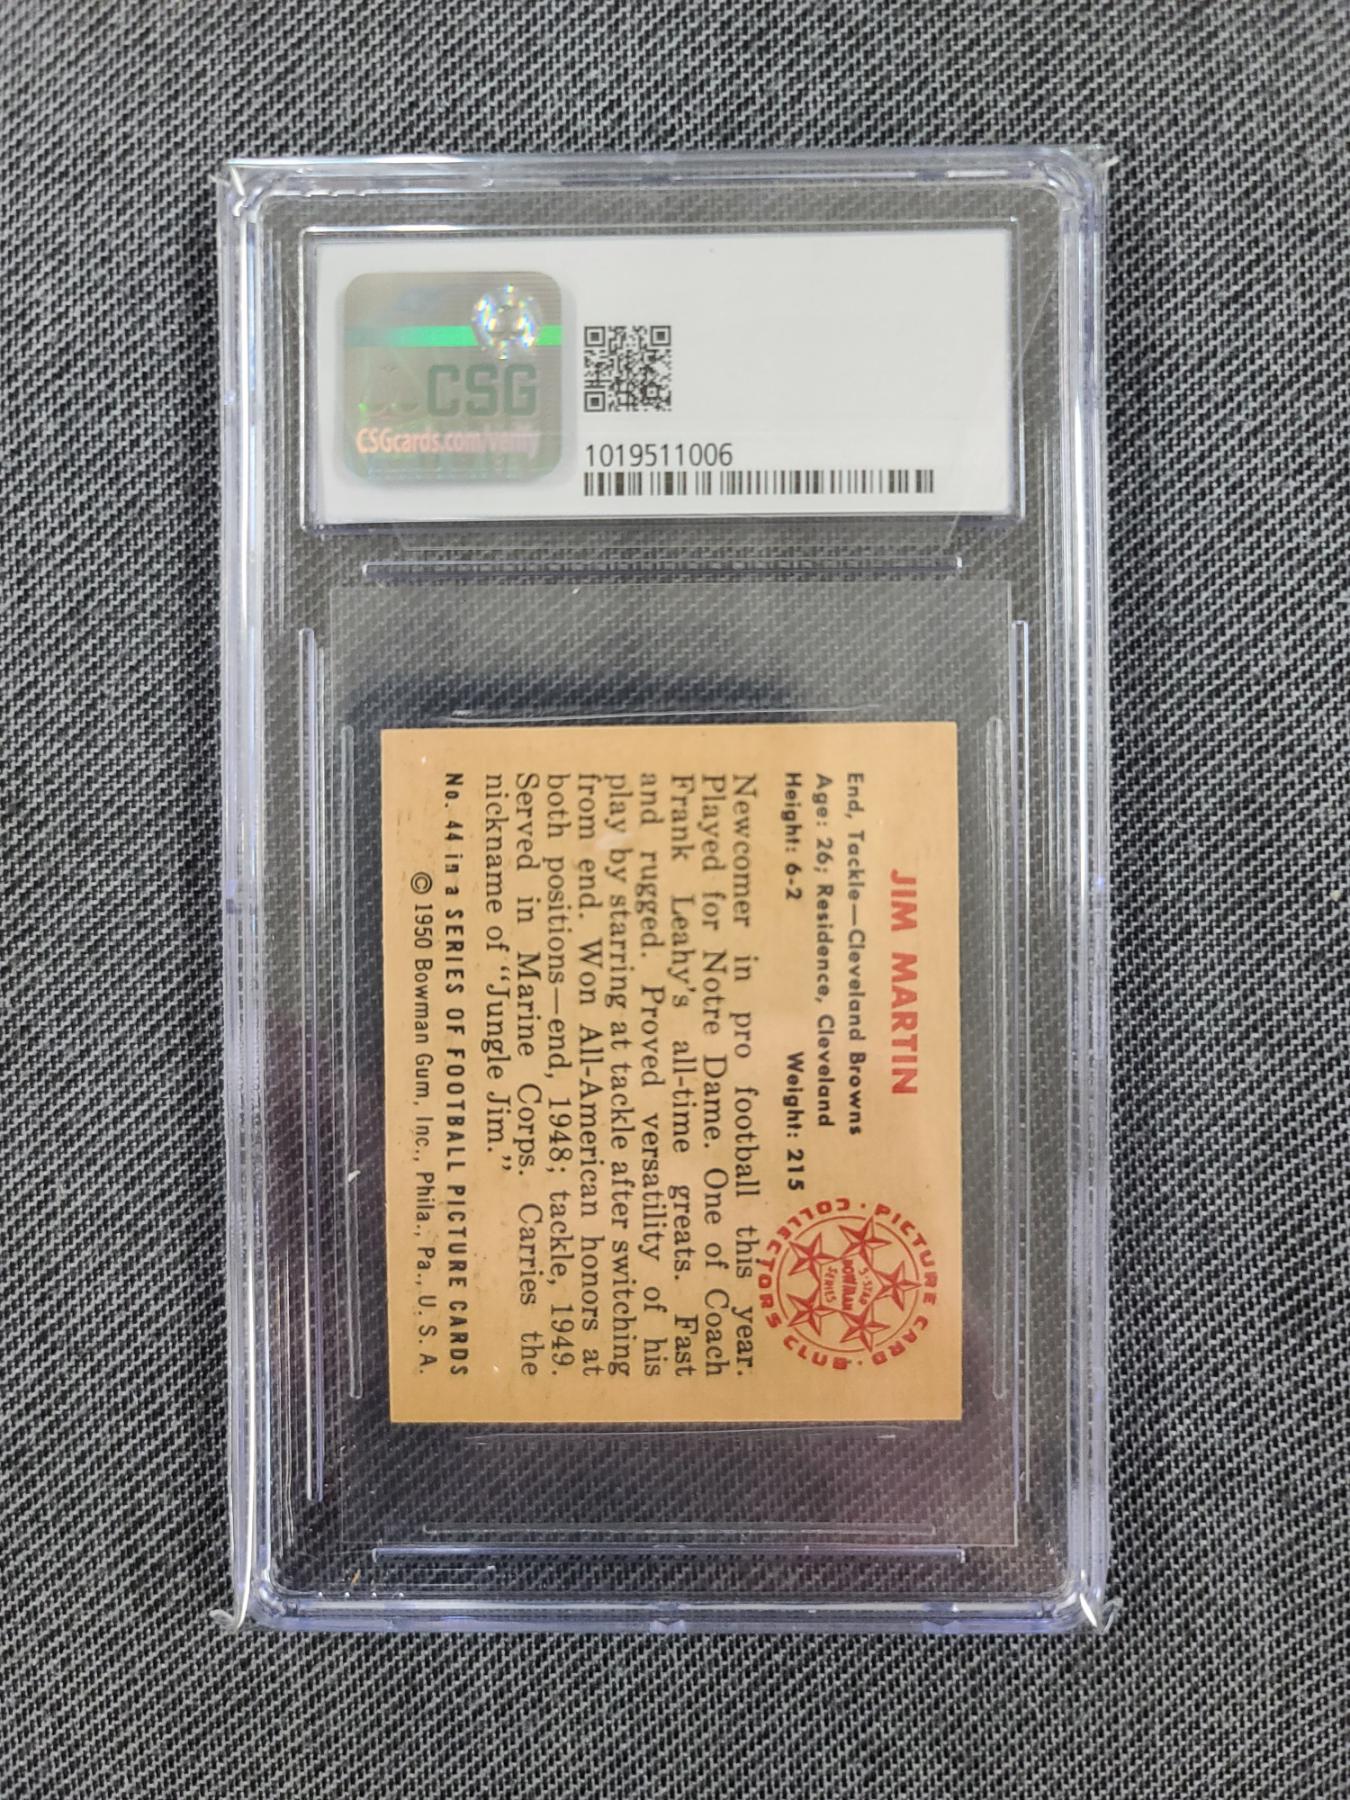 CSG
CSGcards.com/verify
1019511006
JIM MARTIN
End, Tackle—Cleveland Browns
Age: 26; Residence, Cleveland
Height: 6-2 Weight: 215
PICTURE CARD COLLECTORS CLUB
5-STAR
BOWMAN
SERIES
Newcomer in pro football this year.
Played for Notre Dame. One of Coach
Frank Leahy's all-time greats. Fast
and rugged. Proved versatility of his
play by starring at tackle after switching
from end. Won All-American honors at
both positions—end, 1948; tackle, 1949.
Served in Marine Corps. Carries the
nickname of “Jungle Jim.”
No. 44 in a SERIES OF FOOTBALL PICTURE CARDS
© 1950 Bowman Gum, Inc., Phila., Pa., U. S. A.